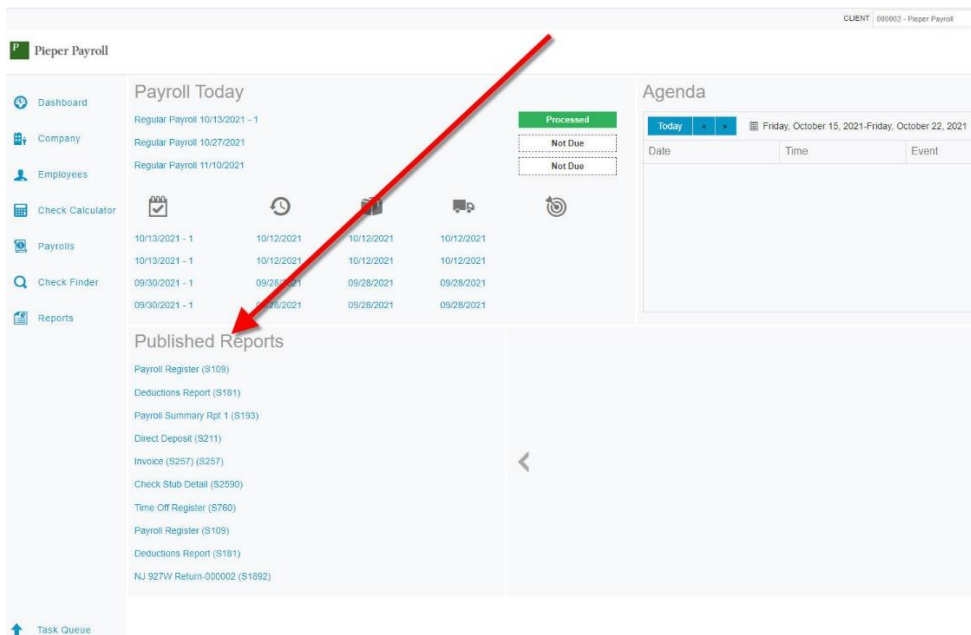 CLIENT 000002 - Pieper Payroll
P Pieper Payroll
Dashboard
Company
Employees
Check Calculator
Payrolls
Check Finder
Reports
Task Queue
Payroll Today
Regular Payroll 10/13/2021 - 1 Processed
Regular Payroll 10/27/2021 Not Due
Regular Payroll 11/10/2021 Not Due
10/13/2021 - 1 10/12/2021 10/12/2021 10/12/2021
10/13/2021 - 1 10/12/2021 10/12/2021 10/12/2021
09/30/2021 - 1 09/28/2021 09/28/2021 09/28/2021
09/30/2021 - 1 09/28/2021 09/28/2021 09/28/2021
Agenda
Today Friday, October 15, 2021-Friday, October 22, 2021
Date Time Event
Published Reports
Payroll Register (S109)
Deductions Report (S181)
Payroll Summary Rpt 1 (S193)
Direct Deposit (S211)
Invoice (S257) (S257)
Check Stub Detail (S2590)
Time Off Register (S760)
Payroll Register (S109)
Deductions Report (S181)
NJ 927W Return-000002 (S1892)